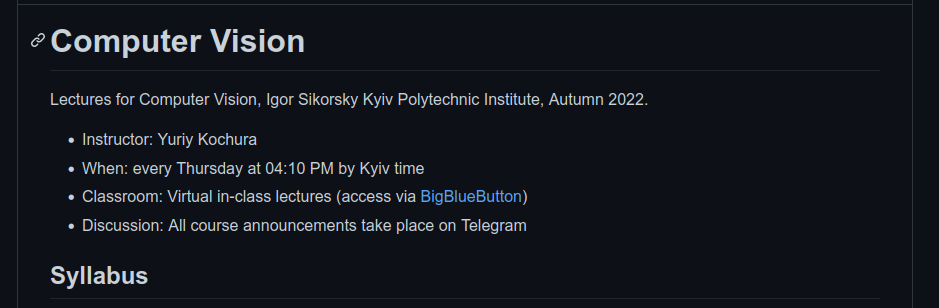 Computer Vision
Lectures for Computer Vision, Igor Sikorsky Kyiv Polytechnic Institute, Autumn 2022.
• Instructor: Yuriy Kochura
• When: every Thursday at 04:10 PM by Kyiv time
• Classroom: Virtual in-class lectures (access via BigBlueButton)
• Discussion: All course announcements take place on Telegram
Syllabus